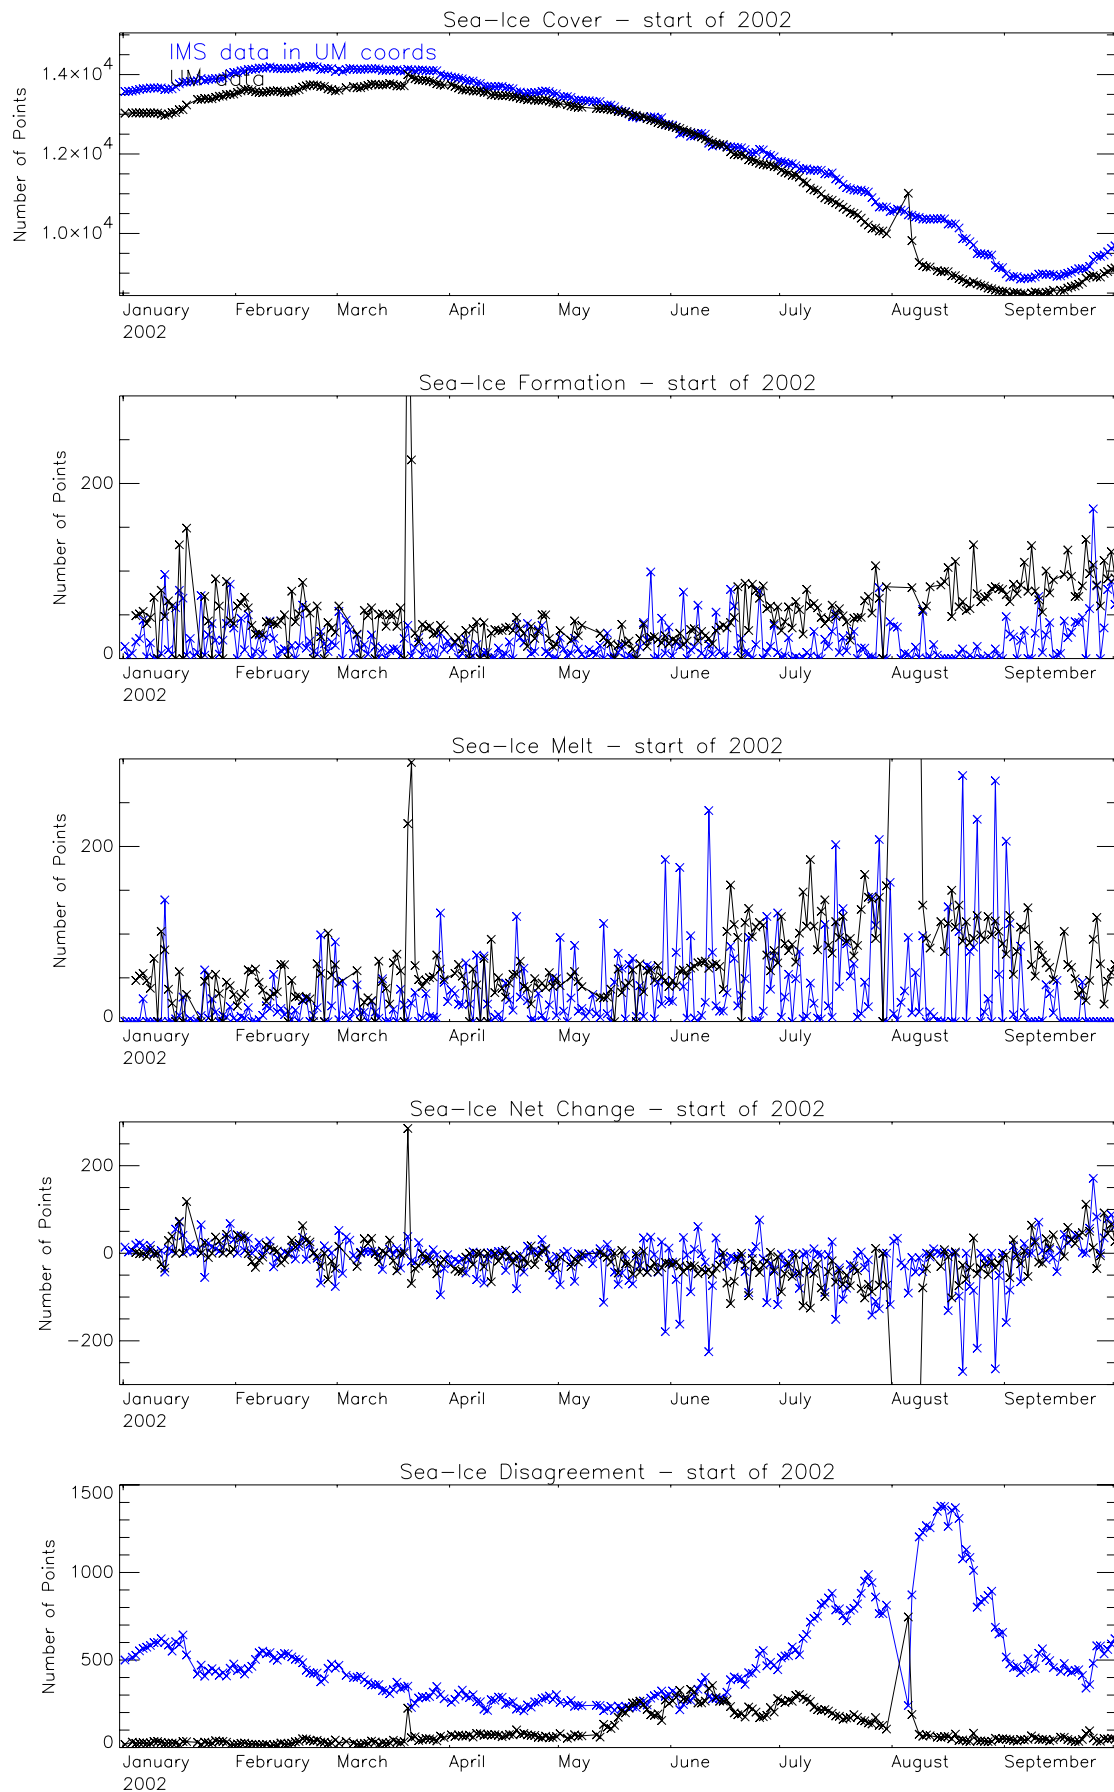 Sea-Ice Cover - start of 2002
IMS data in UM coords
UM data
Number of Points
1.4×10⁴
1.2×10⁴
1.0×10⁴
January February March April May June July August September
2002
Sea-Ice Formation - start of 2002
Number of Points
200
0
January February March April May June July August September
2002
Sea-Ice Melt - start of 2002
Number of Points
200
0
January February March April May June July August September
2002
Sea-Ice Net Change - start of 2002
Number of Points
200
0
-200
January February March April May June July August September
2002
Sea-Ice Disagreement - start of 2002
Number of Points
1500
1000
500
0
January February March April May June July August September
2002